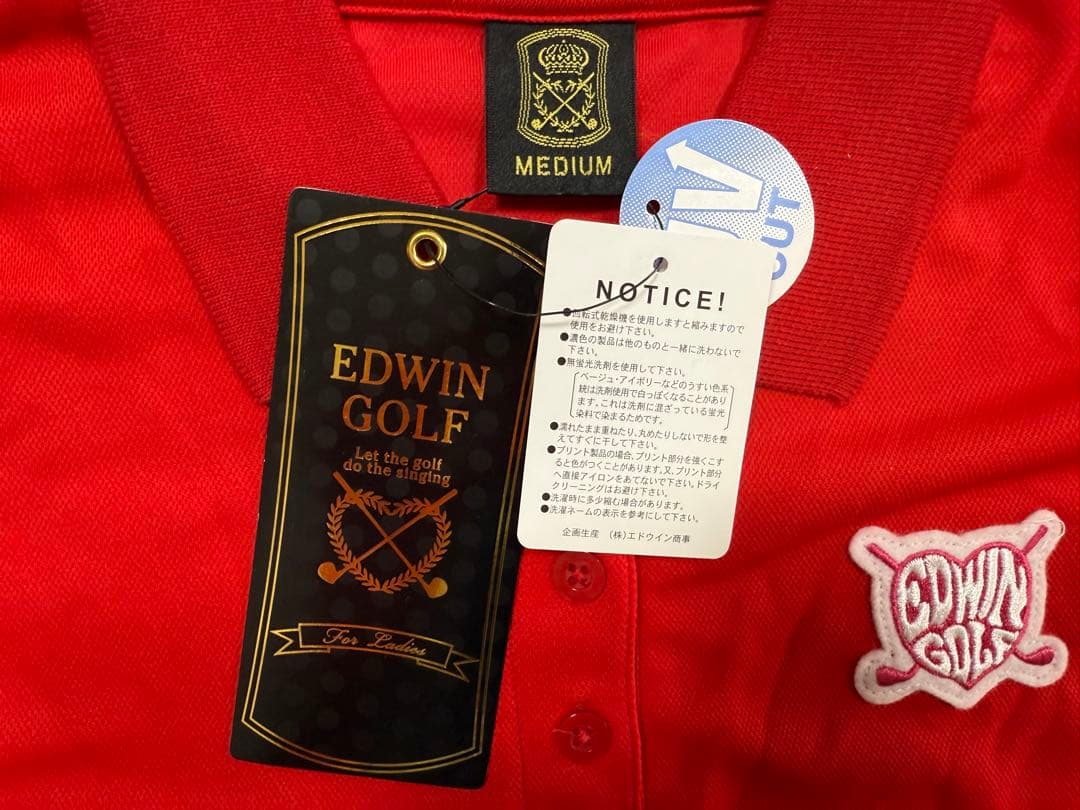 MEDIUM
EDWIN
GOLF
Let the golf
do the singing
For Ladies
OUT
NOTICE!
●回転式乾燥機を使用しますと縮みますので
使用をお避け下さい。
●濃色の製品は他のものと一緒に洗わないで
下さい。
●無蛍光洗剤を使用して下さい。
ベージュ・アイボリーなどのうすい色系
統は洗剤使用で白っぽくなることがあり
ます。これは洗剤に混ざっている蛍光
染料で染まるためです。
●濡れたまま重ねたり、丸めたりしないで形を整
えてすぐに干して下さい。
●プリント製品の場合、プリント部分を強くこす
ると色がつくことがあります。又、プリント部分
へ直接アイロンをあてないで下さい。ドライ
クリーニングはお避け下さい。
●洗濯時に多少縮む場合があります。
●洗濯ネームの表示を参考にして下さい。
企画生産 (株)エドウイン商事
EDWIN
GOLF